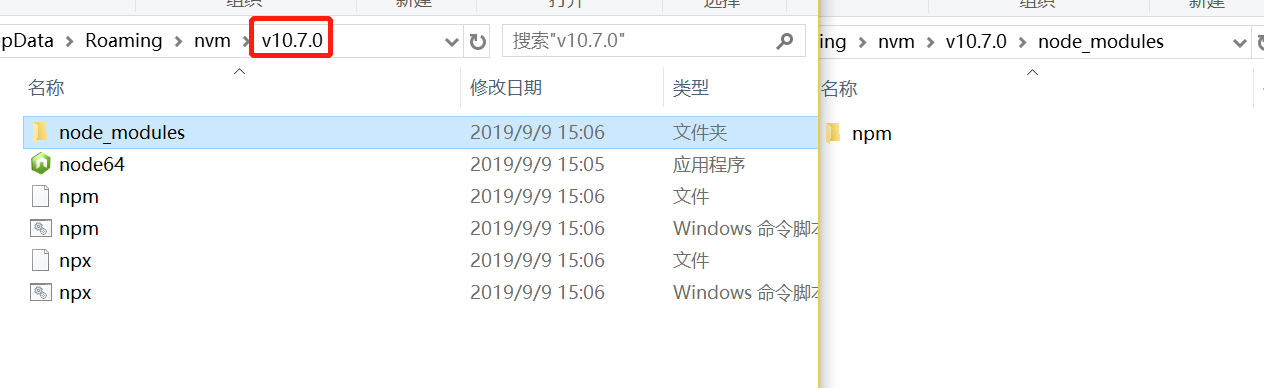 组织 新建 打开 选择
pData Roaming nvm v10.7.0
搜索"v10.7.0"
名称 修改日期 类型
node_modules 2019/9/9 15:06 文件夹
node64 2019/9/9 15:05 应用程序
npm 2019/9/9 15:06 文件
npm 2019/9/9 15:06 Windows 命令脚本
npx 2019/9/9 15:06 文件
npx 2019/9/9 15:06 Windows 命令脚本
组织 新建
ing nvm v10.7.0 node_modules
名称
npm